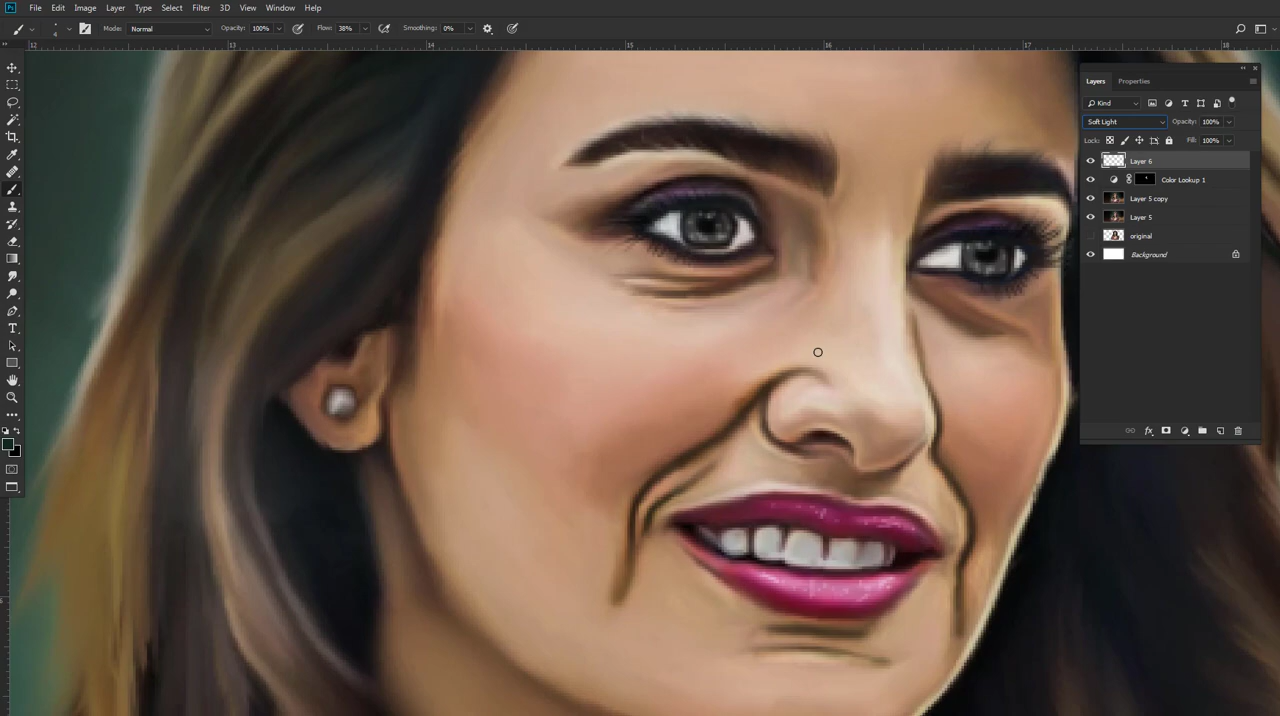 Ps File Edit Image Layer Type Select Filter 3D View Window Help
4 Mode: Normal Opacity: 100% Flow: 38% Smoothing: 0%
12 13 14 15 16 17 18
Layers Properties
Kind T
Soft Light Opacity: 100%
Lock: Fill: 100%
Layer 6
Color Lookup 1
Layer 5 copy
Layer 5
original
Background
fx
T